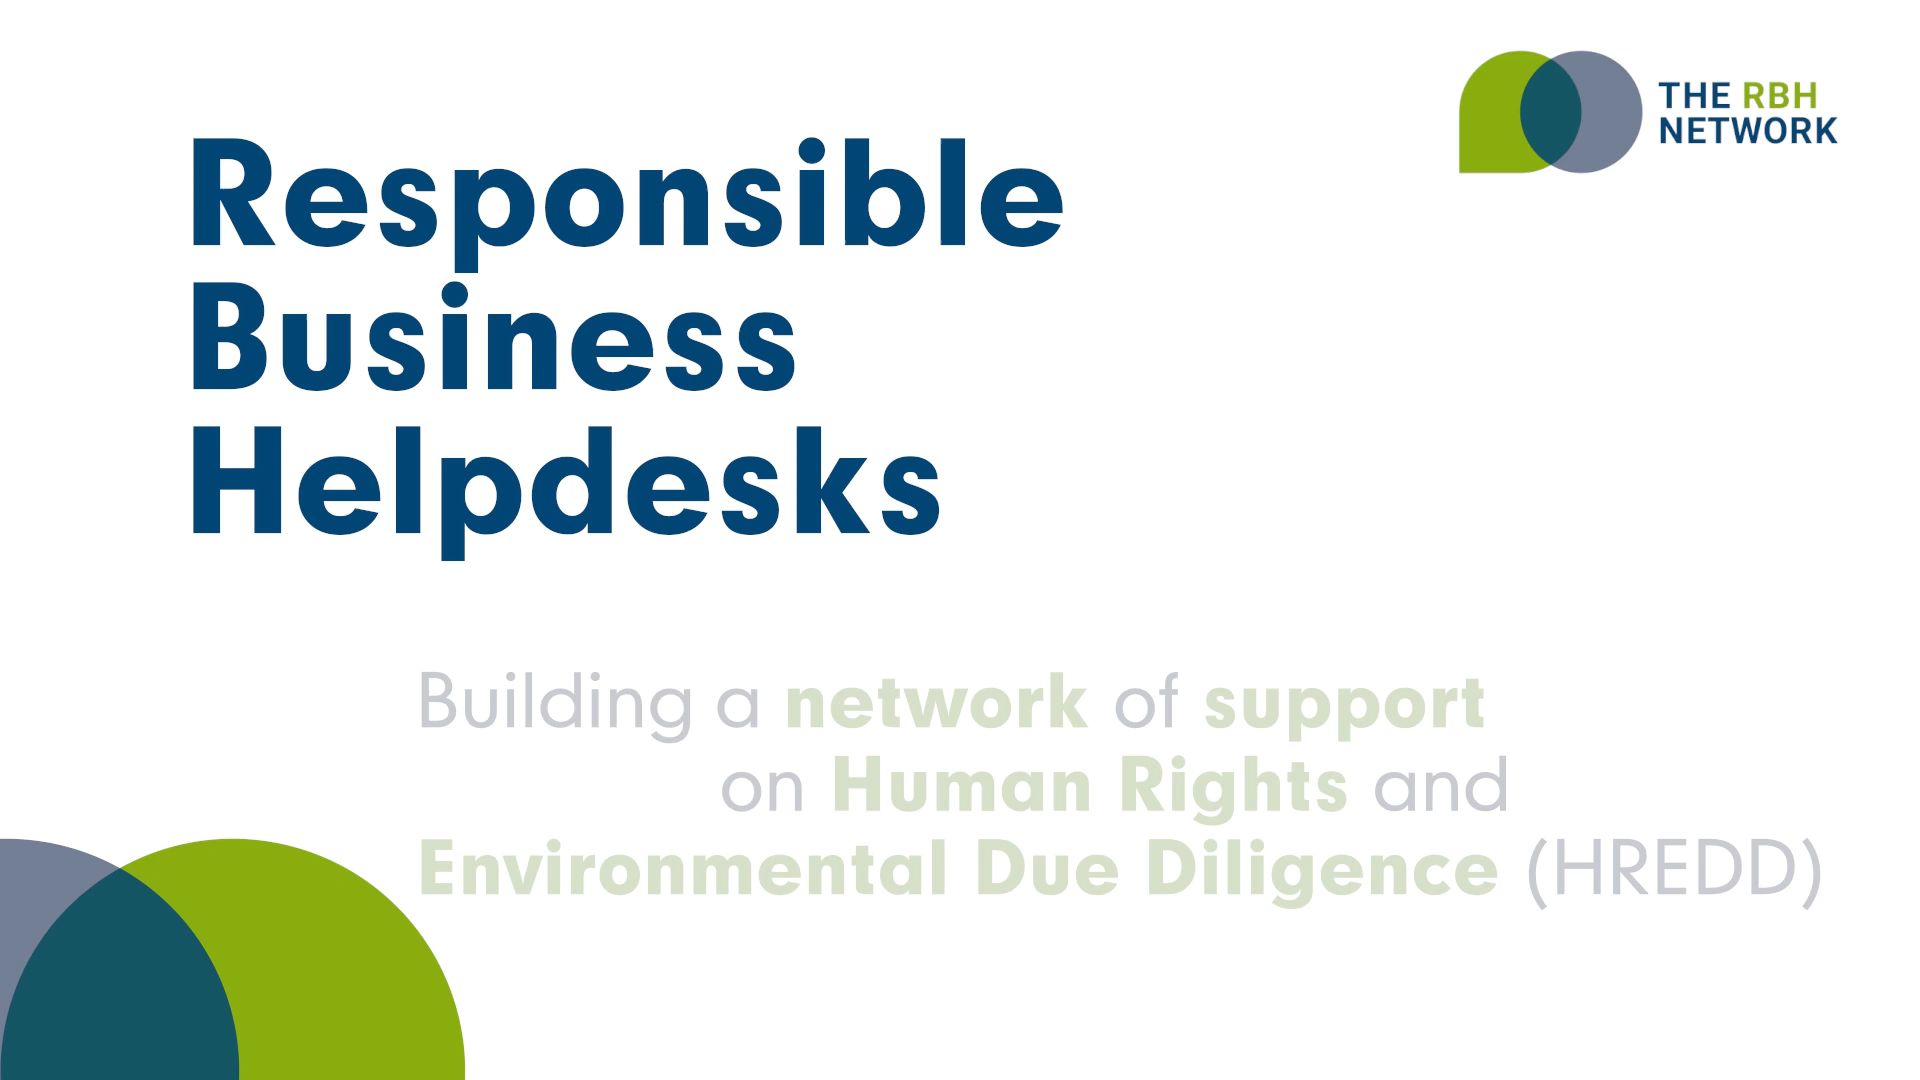 THE RBH
NETWORK
Responsible
Business
Helpdesks
Building a network of support
on Human Rights and
Environmental Due Diligence (HREDD)